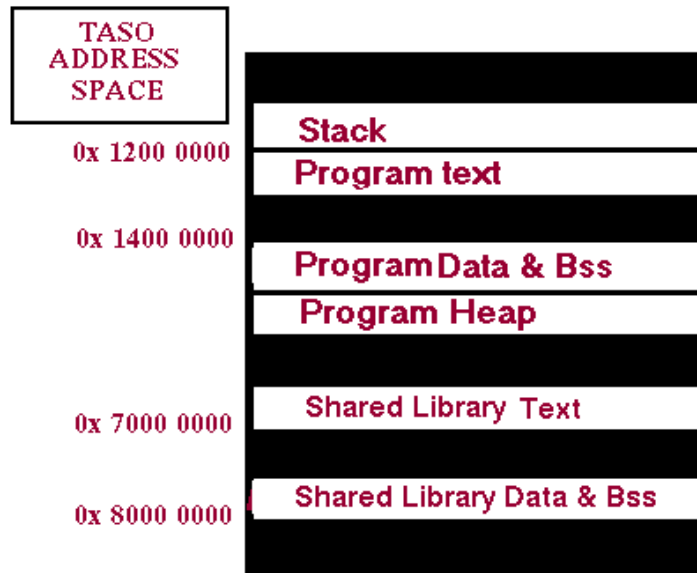 TASO
ADDRESS
SPACE
Stack
0x 1200 0000
Program text
0x 1400 0000
Program Data & Bss
Program Heap
Shared Library Text
0x 7000 0000
Shared Library Data & Bss
0x 8000 0000